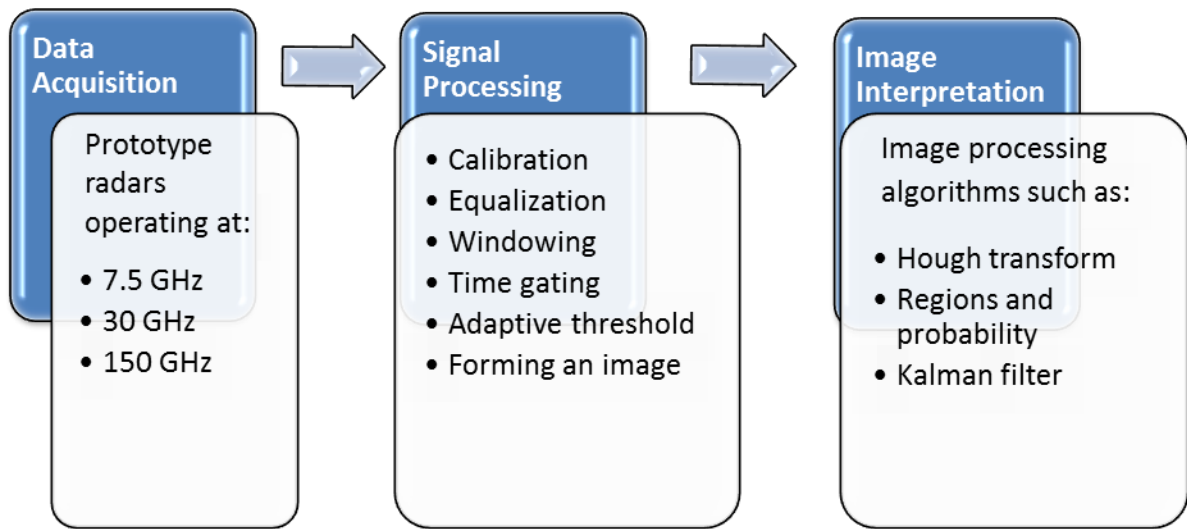 Data
Acquisition
Prototype
radars
operating at:
• 7.5 GHz
• 30 GHz
• 150 GHz
Signal
Processing
• Calibration
• Equalization
• Windowing
• Time gating
• Adaptive threshold
• Forming an image
Image
Interpretation
Image processing
algorithms such as:
• Hough transform
• Regions and
probability
• Kalman filter